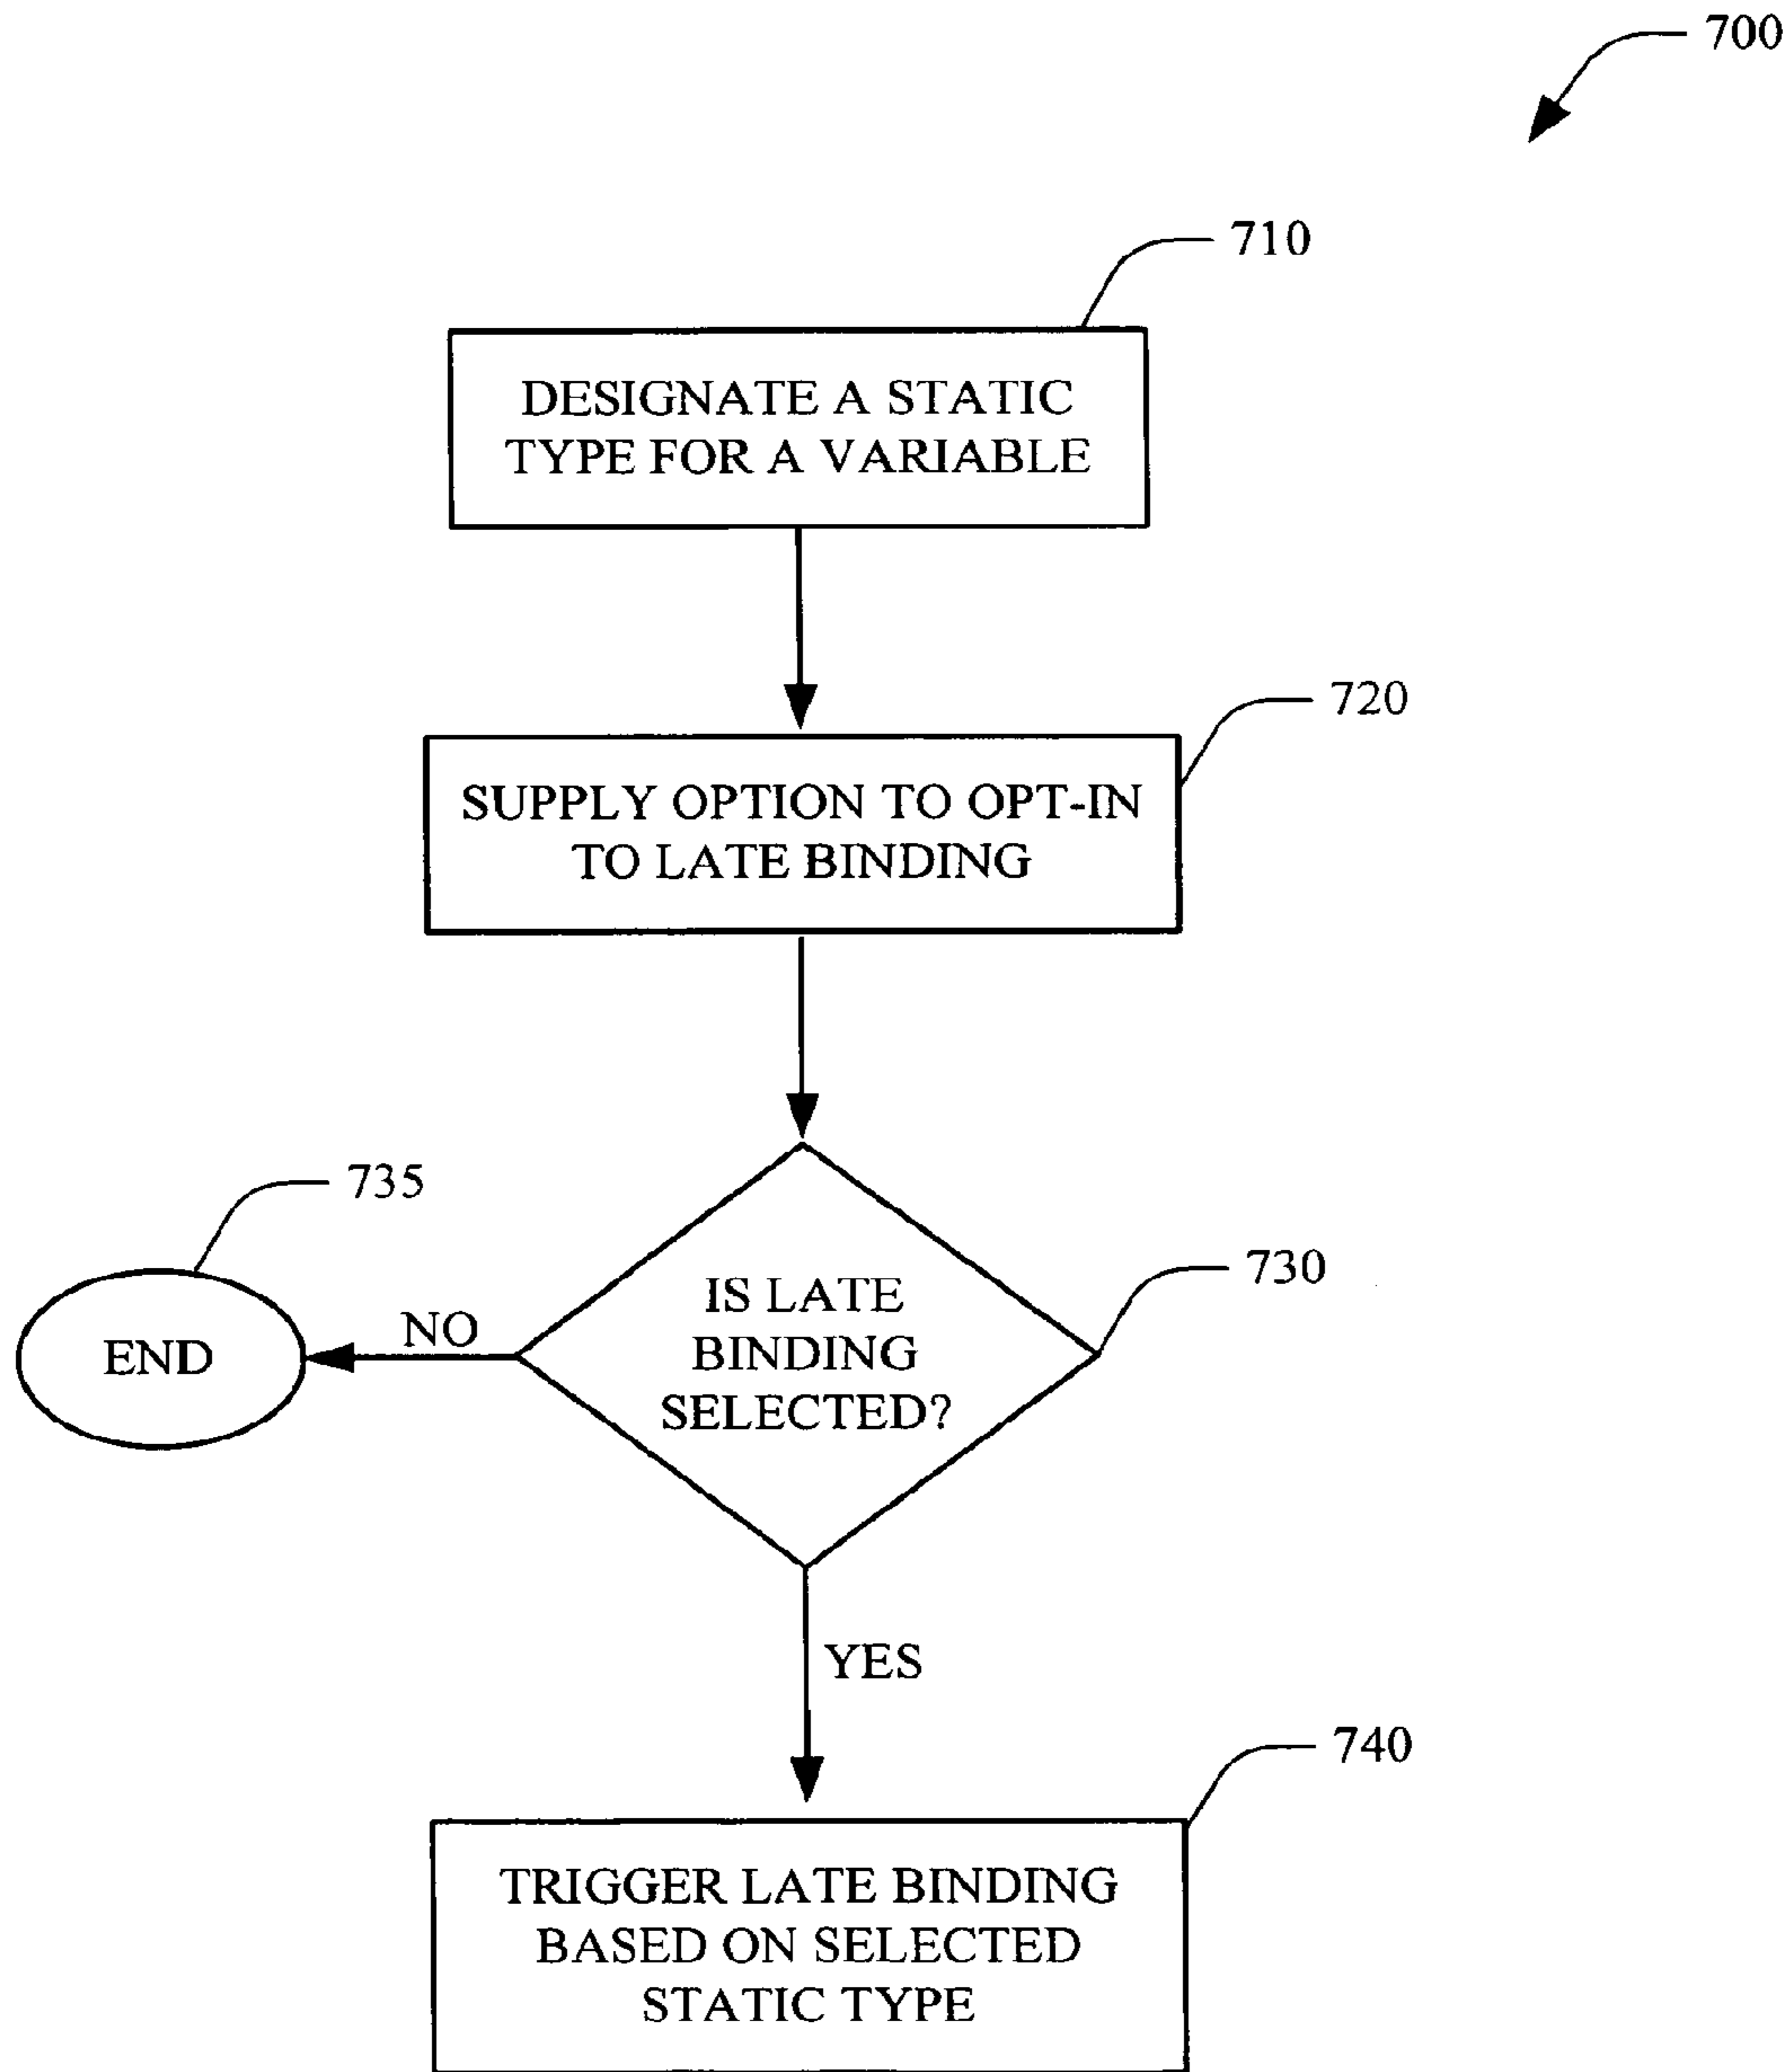 700
710
DESIGNATE A STATIC
TYPE FOR A VARIABLE
720
SUPPLY OPTION TO OPT-IN
TO LATE BINDING
735
730
IS LATE
BINDING
SELECTED?
NO
END
YES
740
TRIGGER LATE BINDING
BASED ON SELECTED
STATIC TYPE